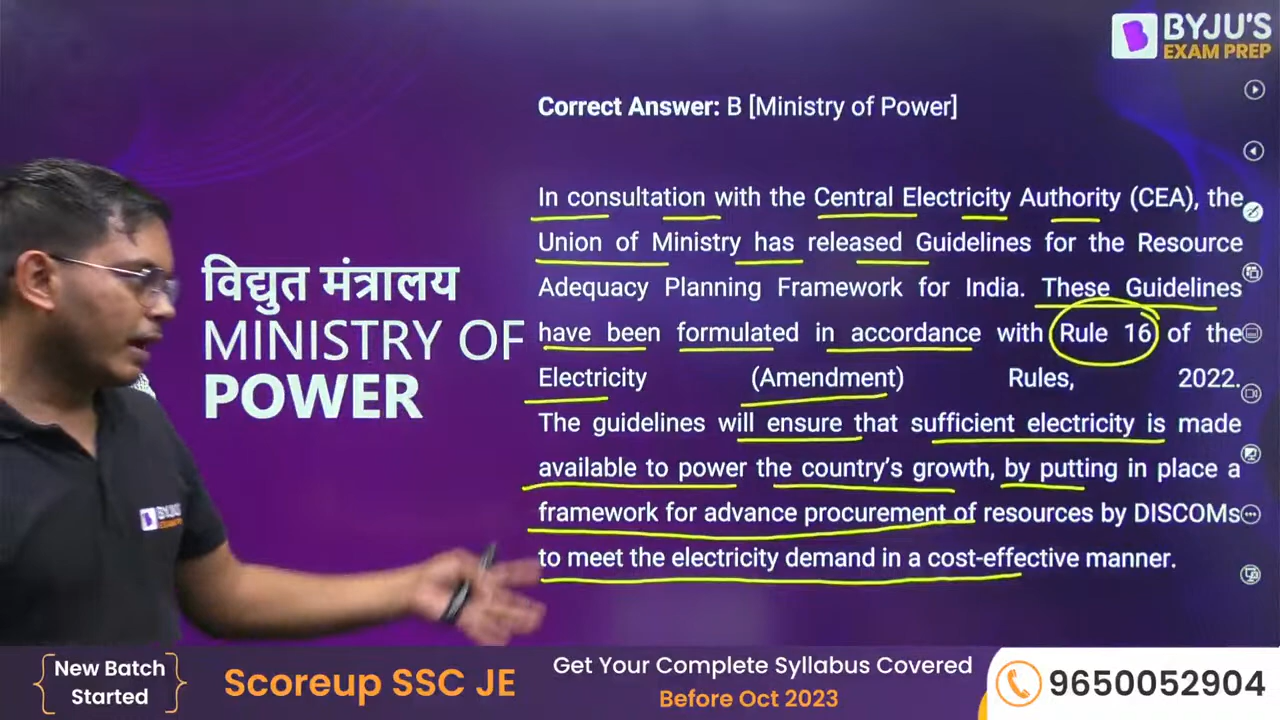 BYJU'S
EXAM PREP
Correct Answer: B [Ministry of Power]
In consultation with the Central Electricity Authority (CEA), the
Union of Ministry has released Guidelines for the Resource
Adequacy Planning Framework for India. These Guidelines
have been formulated in accordance with Rule 16 of the
Electricity (Amendment) Rules, 2022.
The guidelines will ensure that sufficient electricity is made
available to power the country's growth, by putting in place a
framework for advance procurement of resources by DISCOMs
to meet the electricity demand in a cost-effective manner.
विद्युत मंत्रालय
MINISTRY OF
POWER
BYJU'S
EXAM PREP
New Batch
Started
Scoreup SSC JE
Get Your Complete Syllabus Covered
Before Oct 2023
9650052904